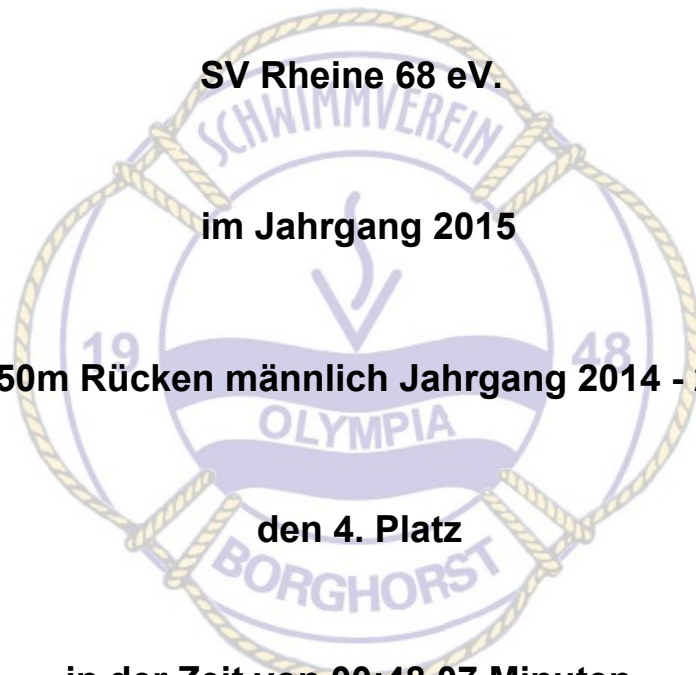 SV Rheine 68 eV.
SCHWIMMVEREIN
im Jahrgang 2015
19 48
50m Rücken männlich Jahrgang 2014 -
OLYMPIA
den 4. Platz
BORGHORST
in der Zeit von 00:48,97 Minuten